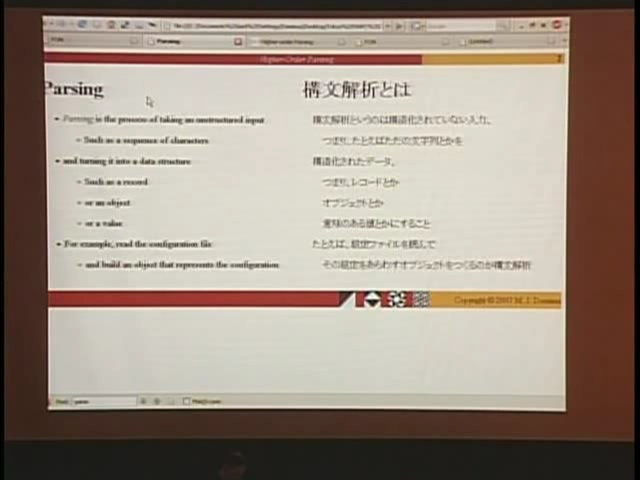 Parsing
Higher-Order Parsing
2
Parsing
構文解析とは
• Parsing is the process of taking an unstructured input
構文解析というのは構造化されていない入力、
Such as a sequence of characters
つまり、たとえばただの文字列とかを
• and turning it into a data structure
構造化されたデータ、
Such as a record
つまり、レコードとか
or an object
オブジェクトとか
or a value
意味のある値とかにすること
• For example, read the configuration file
たとえば、設定ファイルを読んで
and build an object that represents the configuration
その設定をあらわすオブジェクトをつくるのが構文解析
Copyright © 2007 M. J. Dominus